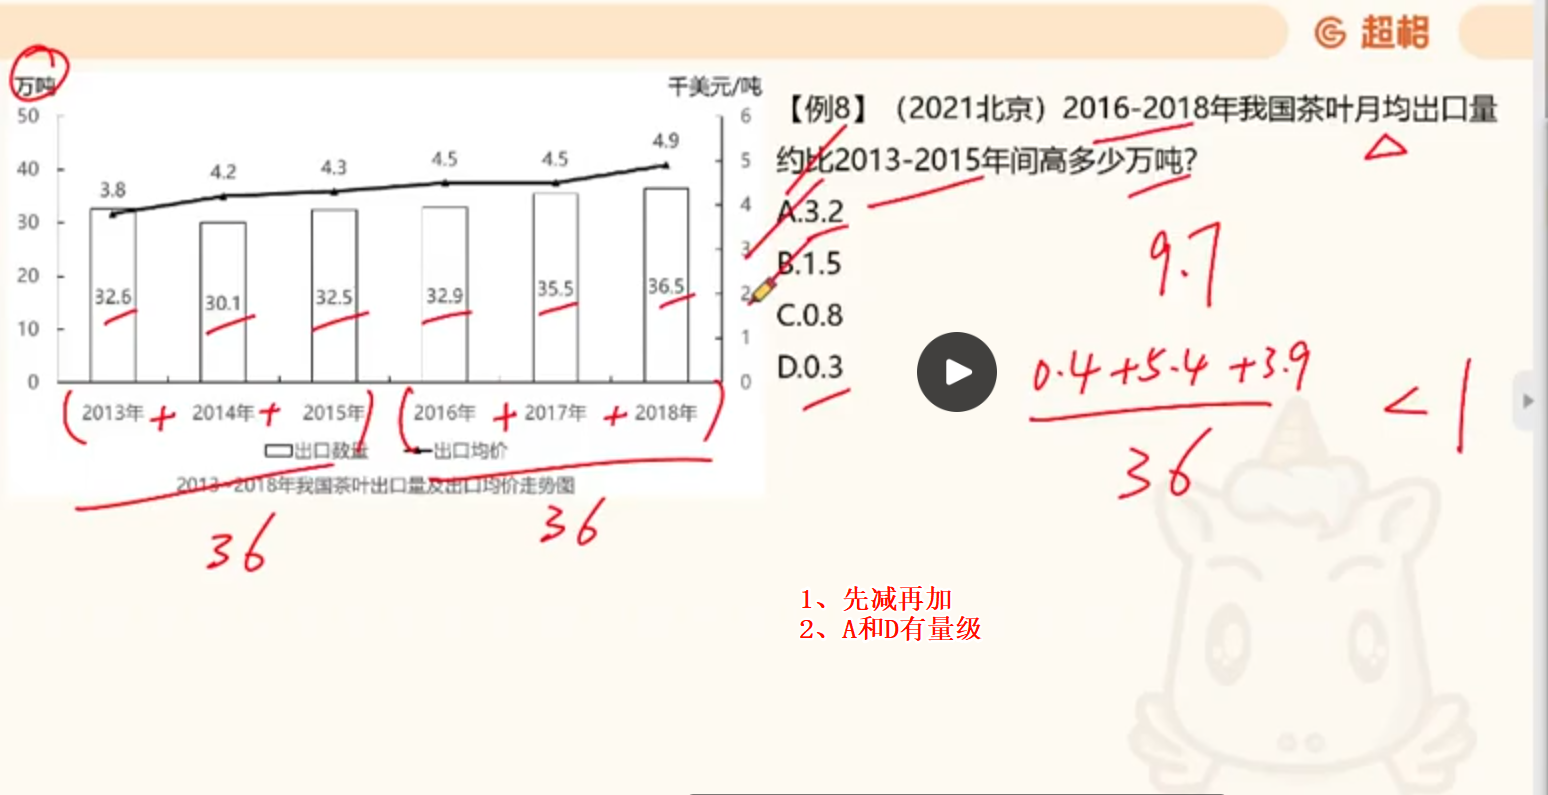 超格
万吨
千美元/吨
50
40
30
20
10
0
6
5
4
3
2
1
0
3.8
4.2
4.3
4.5
4.5
4.9
32.6
30.1
32.5
32.9
35.5
36.5
(2013年 + 2014年 + 2015年) (2016年 + 2017年 + 2018年)
出口数量 出口均价
2013~2018年我国茶叶出口量及出口均价走势图
36
36
【例8】（2021北京）2016-2018年我国茶叶月均出口量
约比2013-2015年间高多少万吨?
A.3.2
B.1.5
C.0.8
D.0.3
9.7
0.4+5.4+3.9
36
< 1
1、先减再加
2、A和D有量级